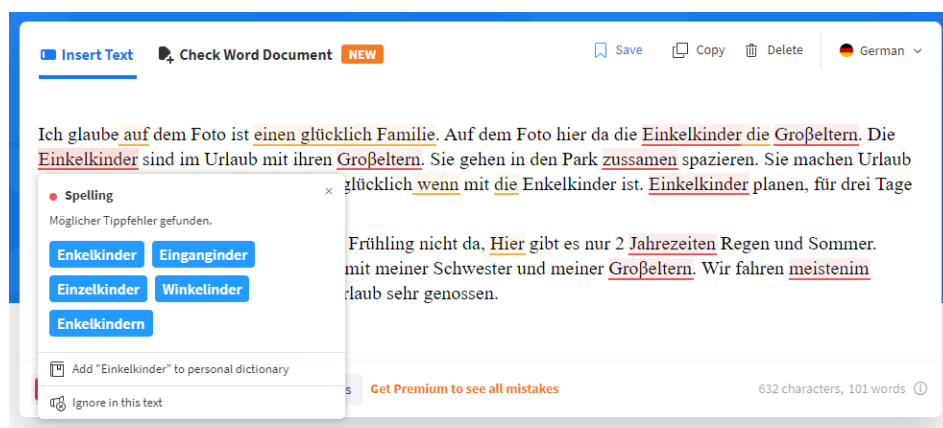 Insert Text Check Word Document NEW Save Copy Delete German
Ich glaube auf dem Foto ist einen glücklich Familie. Auf dem Foto hier da die Einkelkinder die Groβeltern. Die
Einkelkinder sind im Urlaub mit ihren Groβeltern. Sie gehen in den Park zussamen spazieren. Sie machen Urlaub
glücklich wenn mit die Enkelkinder ist. Einkelkinder planen, für drei Tage
Spelling
Möglicher Tippfehler gefunden.
Frühling nicht da, Hier gibt es nur 2 Jahrezeiten Regen und Sommer.
Enkelkinder Einganginder
mit meiner Schwester und meiner Groβeltern. Wir fahren meistenim
Einzelkinder Winkelinder
rlaub sehr genossen.
Enkelkindern
Add "Einkelkinder" to personal dictionary
Ignore in this text
s Get Premium to see all mistakes 632 characters, 101 words